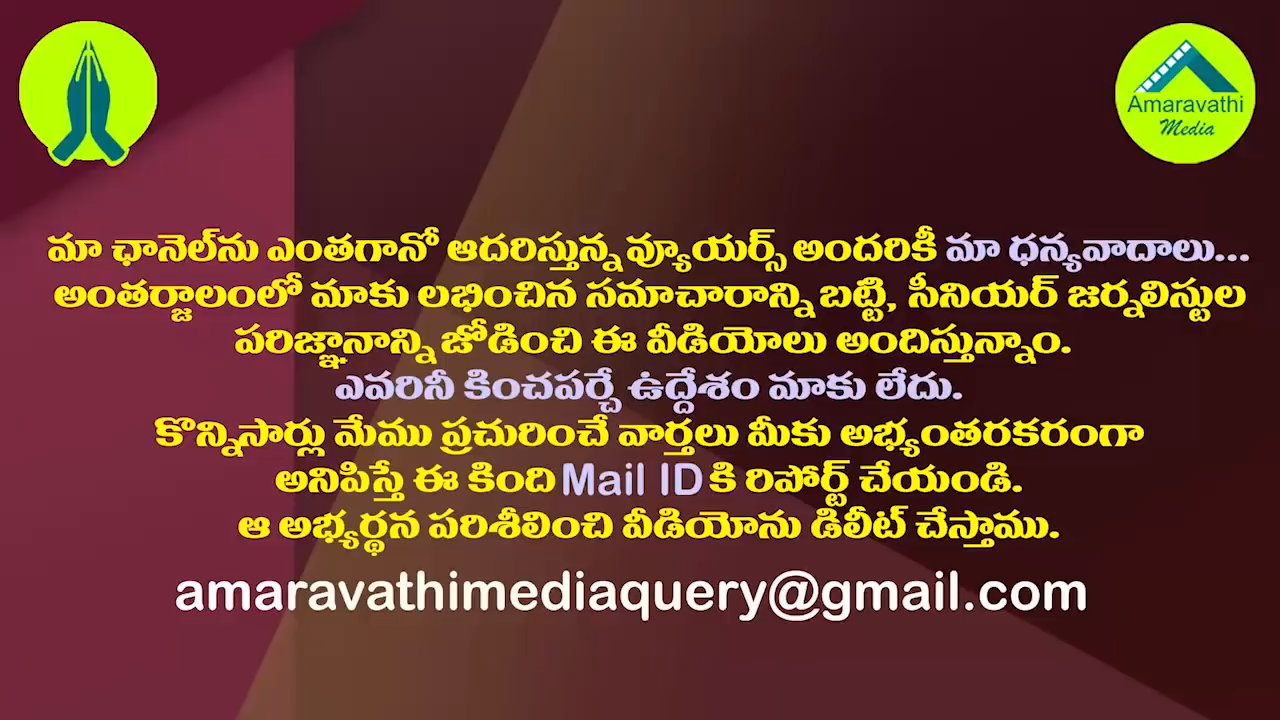 Amaravathi
Media
మా ఛానెల్‌ను ఎంతగానో ఆదరిస్తున్న వ్యూయర్స్ అందరికీ మా ధన్యవాదాలు...
అంతర్జాలంలో మాకు లభించిన సమాచారాన్ని బట్టి, సీనియర్ జర్నలిస్టుల
పరిజ్ఞానాన్ని జోడించి ఈ వీడియోలు అందిస్తున్నాం.
ఎవరినీ కించపర్చే ఉద్దేశం మాకు లేదు.
కొన్నిసార్లు మేము ప్రచురించే వార్తలు మీకు అభ్యంతరకరంగా
అనిపిస్తే ఈ కింది Mail ID కి రిపోర్ట్ చేయండి.
ఆ అభ్యర్థన పరిశీలించి వీడియోను డిలీట్ చేస్తాము.
amaravathimediaquery@gmail.com